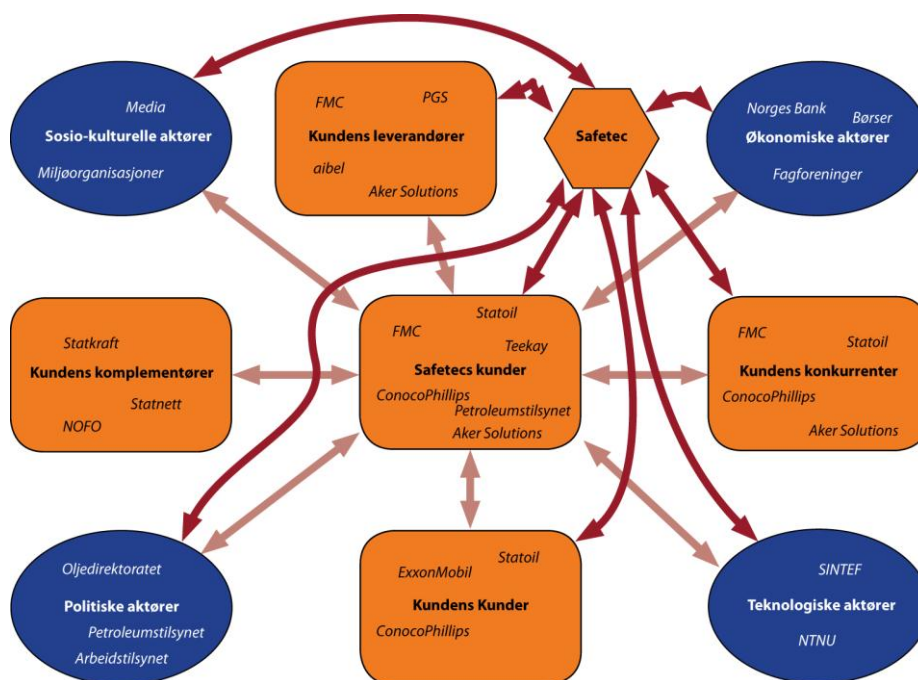 Media
Sosio-kulturelle aktører
Miljøorganisasjoner
FMC
PGS
Kundens leverandører
aibel
Aker Solutions
Safetec
Norges Bank
Børser
Økonomiske aktører
Fagforeninger
Statkraft
Kundens komplementører
Statnett
NOFO
Statoil
FMC
Teekay
Safetecs kunder
ConocoPhillips
Petroleumstilsynet
Aker Solutions
FMC
Statoil
Kundens konkurrenter
ConocoPhillips
Aker Solutions
Oljedirektoratet
Politiske aktører
Petroleumstilsynet
Arbeidstilsynet
Statoil
ExxonMobil
Kundens Kunder
ConocoPhillips
SINTEF
Teknologiske aktører
NTNU